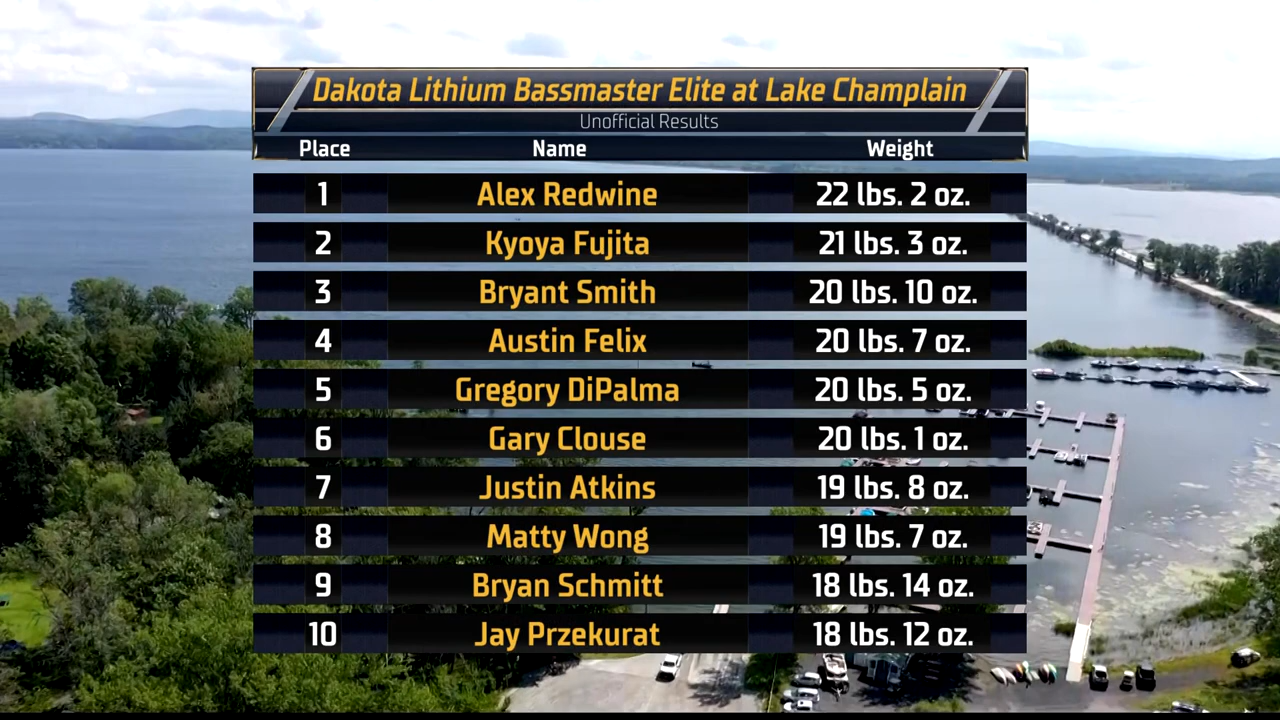 Dakota Lithium Bassmaster Elite at Lake Champlain
Unofficial Results
Place Name Weight
1 Alex Redwine 22 lbs. 2 oz.
2 Kyoya Fujita 21 lbs. 3 oz.
3 Bryant Smith 20 lbs. 10 oz.
4 Austin Felix 20 lbs. 7 oz.
5 Gregory DiPalma 20 lbs. 5 oz.
6 Gary Clouse 20 lbs. 1 oz.
7 Justin Atkins 19 lbs. 8 oz.
8 Matty Wong 19 lbs. 7 oz.
9 Bryan Schmitt 18 lbs. 14 oz.
10 Jay Przekurat 18 lbs. 12 oz.